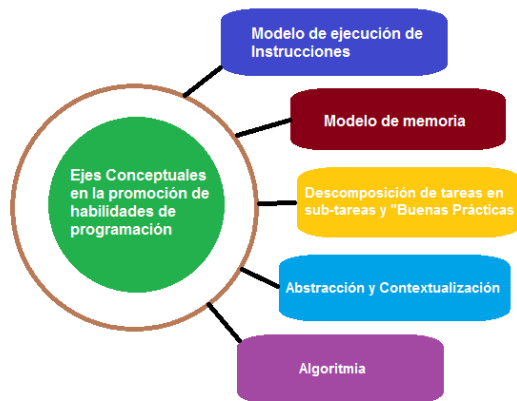 Modelo de ejecución de
Instrucciones
Modelo de memoria
Ejes Conceptuales
en la promoción de
habilidades de
programación
Descomposición de tareas en
sub-tareas y "Buenas Prácticas
Abstracción y Contextualización
Algoritmia